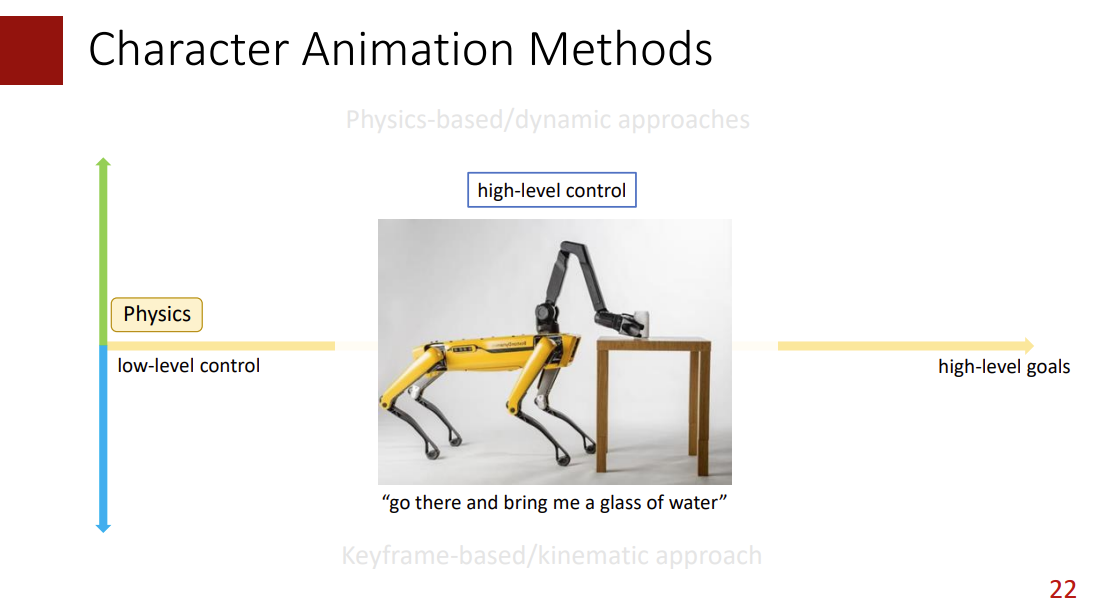 Character Animation Methods
Physics-based/dynamic approaches
high-level control
Physics
low-level control
high-level goals
“go there and bring me a glass of water”
Keyframe-based/kinematic approach
22